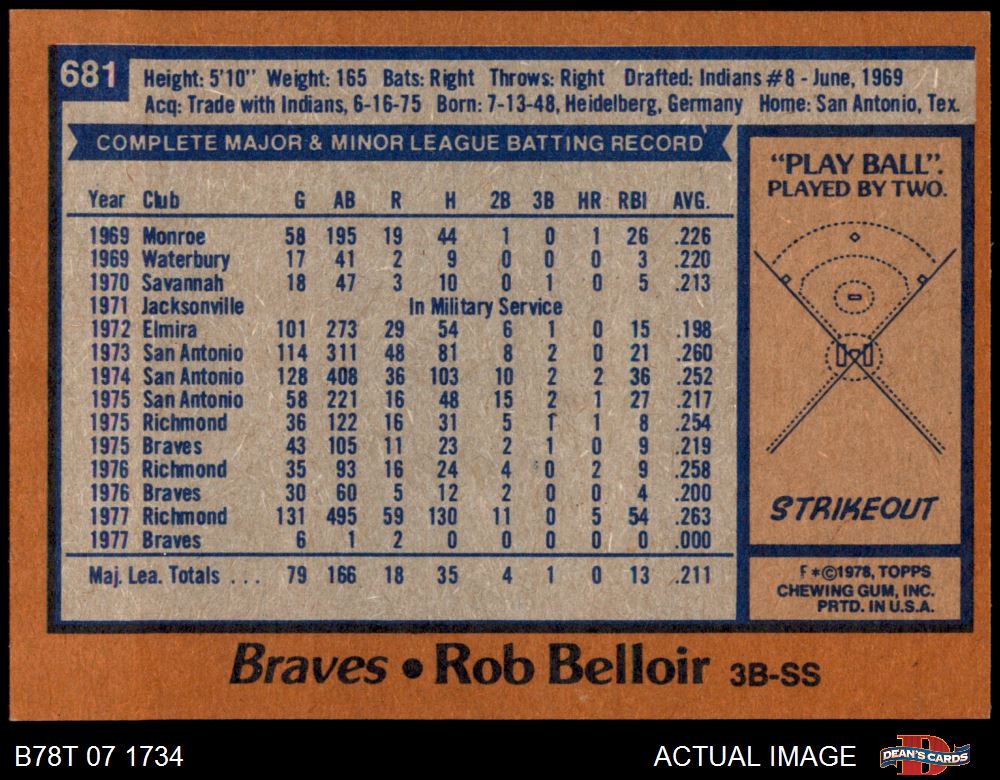 681
Height: 5'10" Weight: 165 Bats: Right Throws: Right Drafted: Indians #8 - June, 1969
Acq: Trade with Indians, 6-16-75 Born: 7-13-48, Heidelberg, Germany Home: San Antonio, Tex.
COMPLETE MAJOR & MINOR LEAGUE BATTING RECORD
Year Club G AB R H 2B 3B HR RBI AVG.
1969 Monroe 58 195 19 44 1 0 1 26 .226
1969 Waterbury 17 41 2 9 0 0 0 3 .220
1970 Savannah 18 47 3 10 0 1 0 5 .213
1971 Jacksonville In Military Service
1972 Elmira 101 273 29 54 6 1 0 15 .198
1973 San Antonio 114 311 48 81 8 2 0 21 .260
1974 San Antonio 128 408 36 103 10 2 2 36 .252
1975 San Antonio 58 221 16 48 15 2 1 27 .217
1975 Richmond 36 122 16 31 5 1 1 8 .254
1975 Braves 43 105 11 23 2 1 0 9 .219
1976 Richmond 35 93 16 24 4 0 2 9 .258
1976 Braves 30 60 5 12 2 0 0 4 .200
1977 Richmond 131 495 59 130 11 0 5 54 .263
1977 Braves 6 1 2 0 0 0 0 0 .000
Maj. Lea. Totals . . . 79 166 18 35 4 1 0 13 .211
"PLAY BALL".
PLAYED BY TWO.
STRIKEOUT
F*©1978, TOPPS
CHEWING GUM, INC.
PRTD. IN U.S.A.
Braves • Rob Belloir 3B-SS
B78T 07 1734
ACTUAL IMAGE
D
DEAN'S CARDS